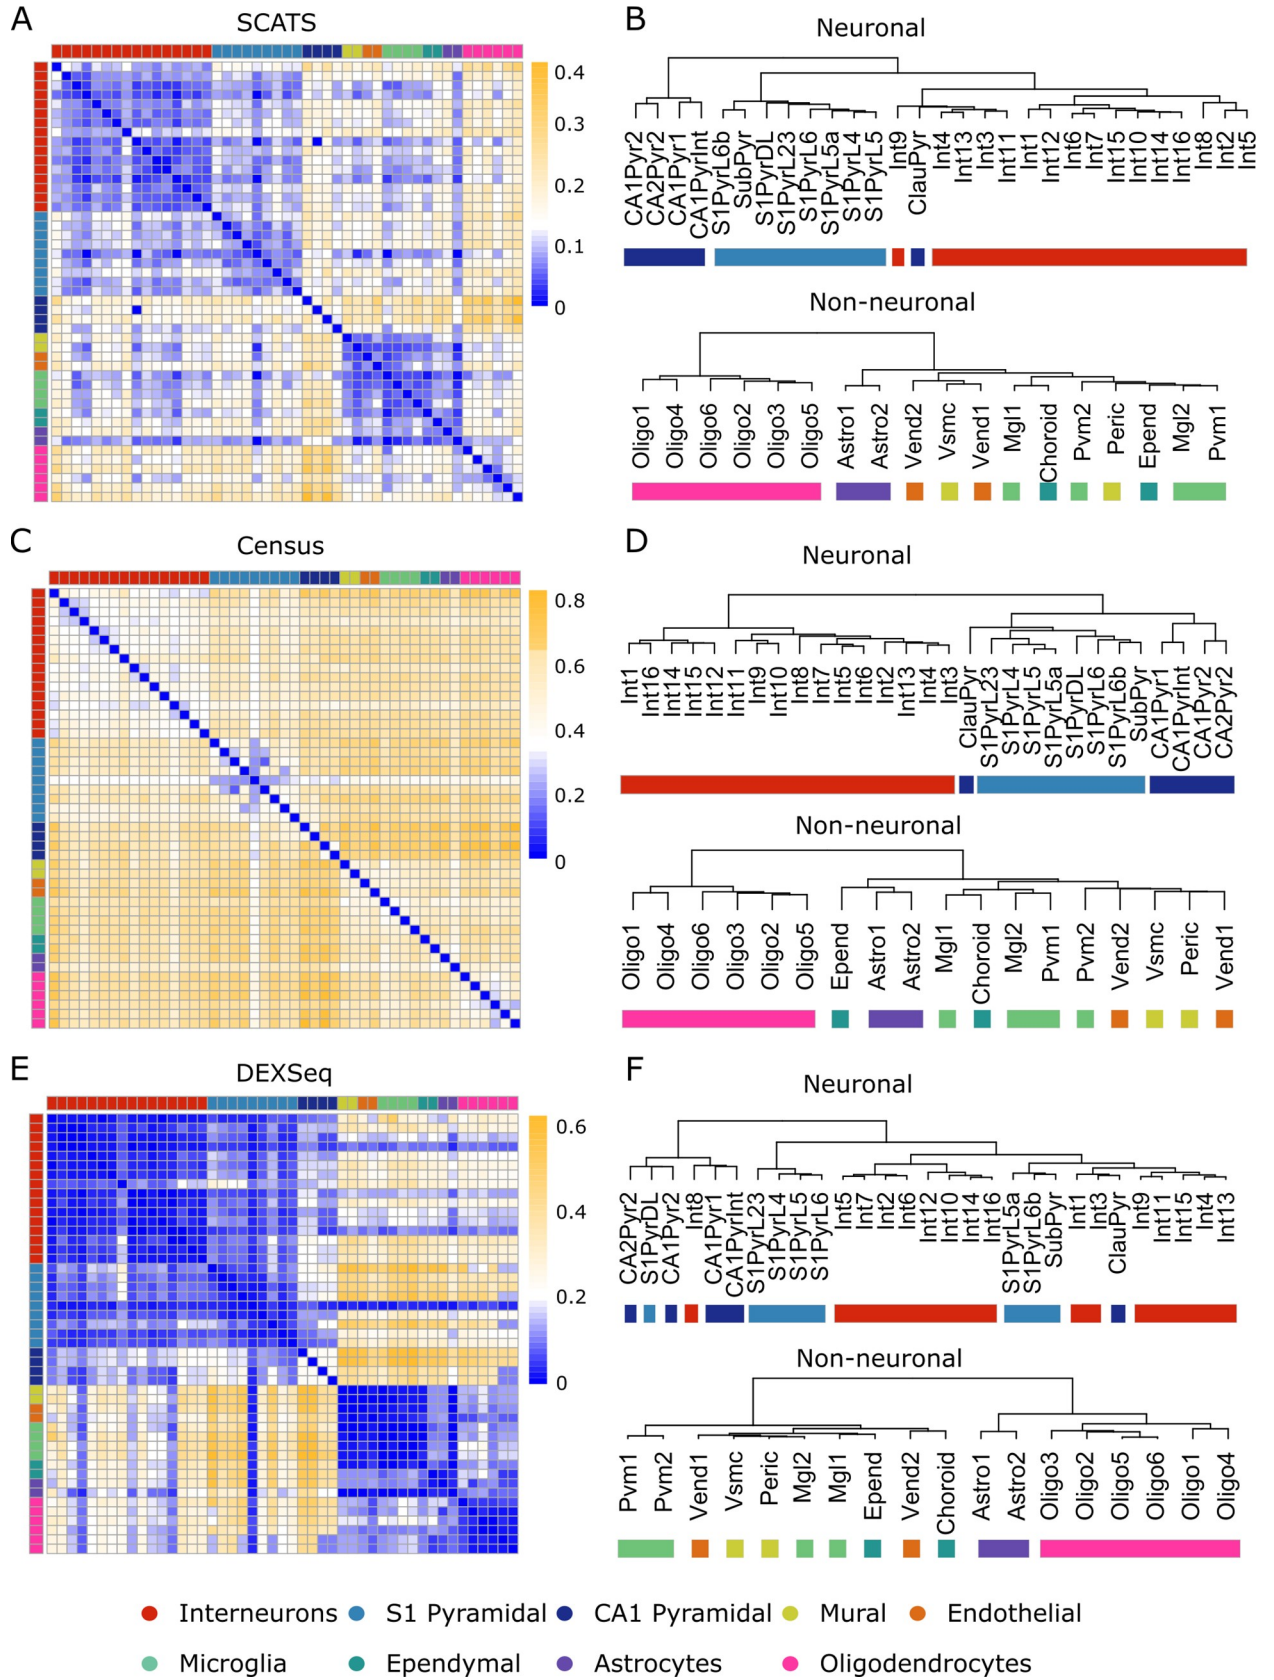 A
SCATS
0.4
0.3
0.2
0.1
0
B
Neuronal
CA1Pyr2
CA2Pyr2
CA1Pyr1
CA1PyrInt
S1PyrL6b
SubPyr
S1PyrDL
S1PyrL23
S1PyrL6
S1PyrL5a
S1PyrL4
S1PyrL5
Int9
ClauPyr
Int4
Int13
Int3
Int11
Int1
Int12
Int6
Int7
Int15
Int10
Int14
Int16
Int8
Int2
Int5
Non-neuronal
Oligo1
Oligo4
Oligo6
Oligo2
Oligo3
Oligo5
Astro1
Astro2
Vend2
Vsmc
Vend1
Mgl1
Choroid
Pvm2
Peric
Epend
Mgl2
Pvm1
C
Census
0.8
0.6
0.4
0.2
0
D
Neuronal
Int1
Int16
Int14
Int15
Int12
Int11
Int9
Int10
Int8
Int7
Int5
Int6
Int2
Int13
Int4
Int3
ClauPyr
S1PyrL23
S1PyrL4
S1PyrL5
S1PyrL5a
S1PyrDL
S1PyrL6
S1PyrL6b
SubPyr
CA1Pyr1
CA1PyrInt
CA1Pyr2
CA2Pyr2
Non-neuronal
Oligo1
Oligo4
Oligo6
Oligo3
Oligo2
Oligo5
Epend
Astro1
Astro2
Mgl1
Choroid
Mgl2
Pvm1
Pvm2
Vend2
Vsmc
Peric
Vend1
E
DEXSeq
0.6
0.4
0.2
0
F
Neuronal
CA2Pyr2
S1PyrDL
CA1Pyr2
Int8
CA1Pyr1
CA1PyrInt
S1PyrL23
S1PyrL4
S1PyrL5
S1PyrL6
Int5
Int7
Int2
Int6
Int12
Int10
Int14
Int16
S1PyrL5a
S1PyrL6b
SubPyr
Int1
Int3
ClauPyr
Int9
Int11
Int15
Int4
Int13
Non-neuronal
Pvm1
Pvm2
Vend1
Vsmc
Peric
Mgl2
Mgl1
Epend
Vend2
Choroid
Astro1
Astro2
Oligo3
Oligo2
Oligo5
Oligo6
Oligo1
Oligo4
Interneurons
S1 Pyramidal
CA1 Pyramidal
Mural
Endothelial
Microglia
Ependymal
Astrocytes
Oligodendrocytes